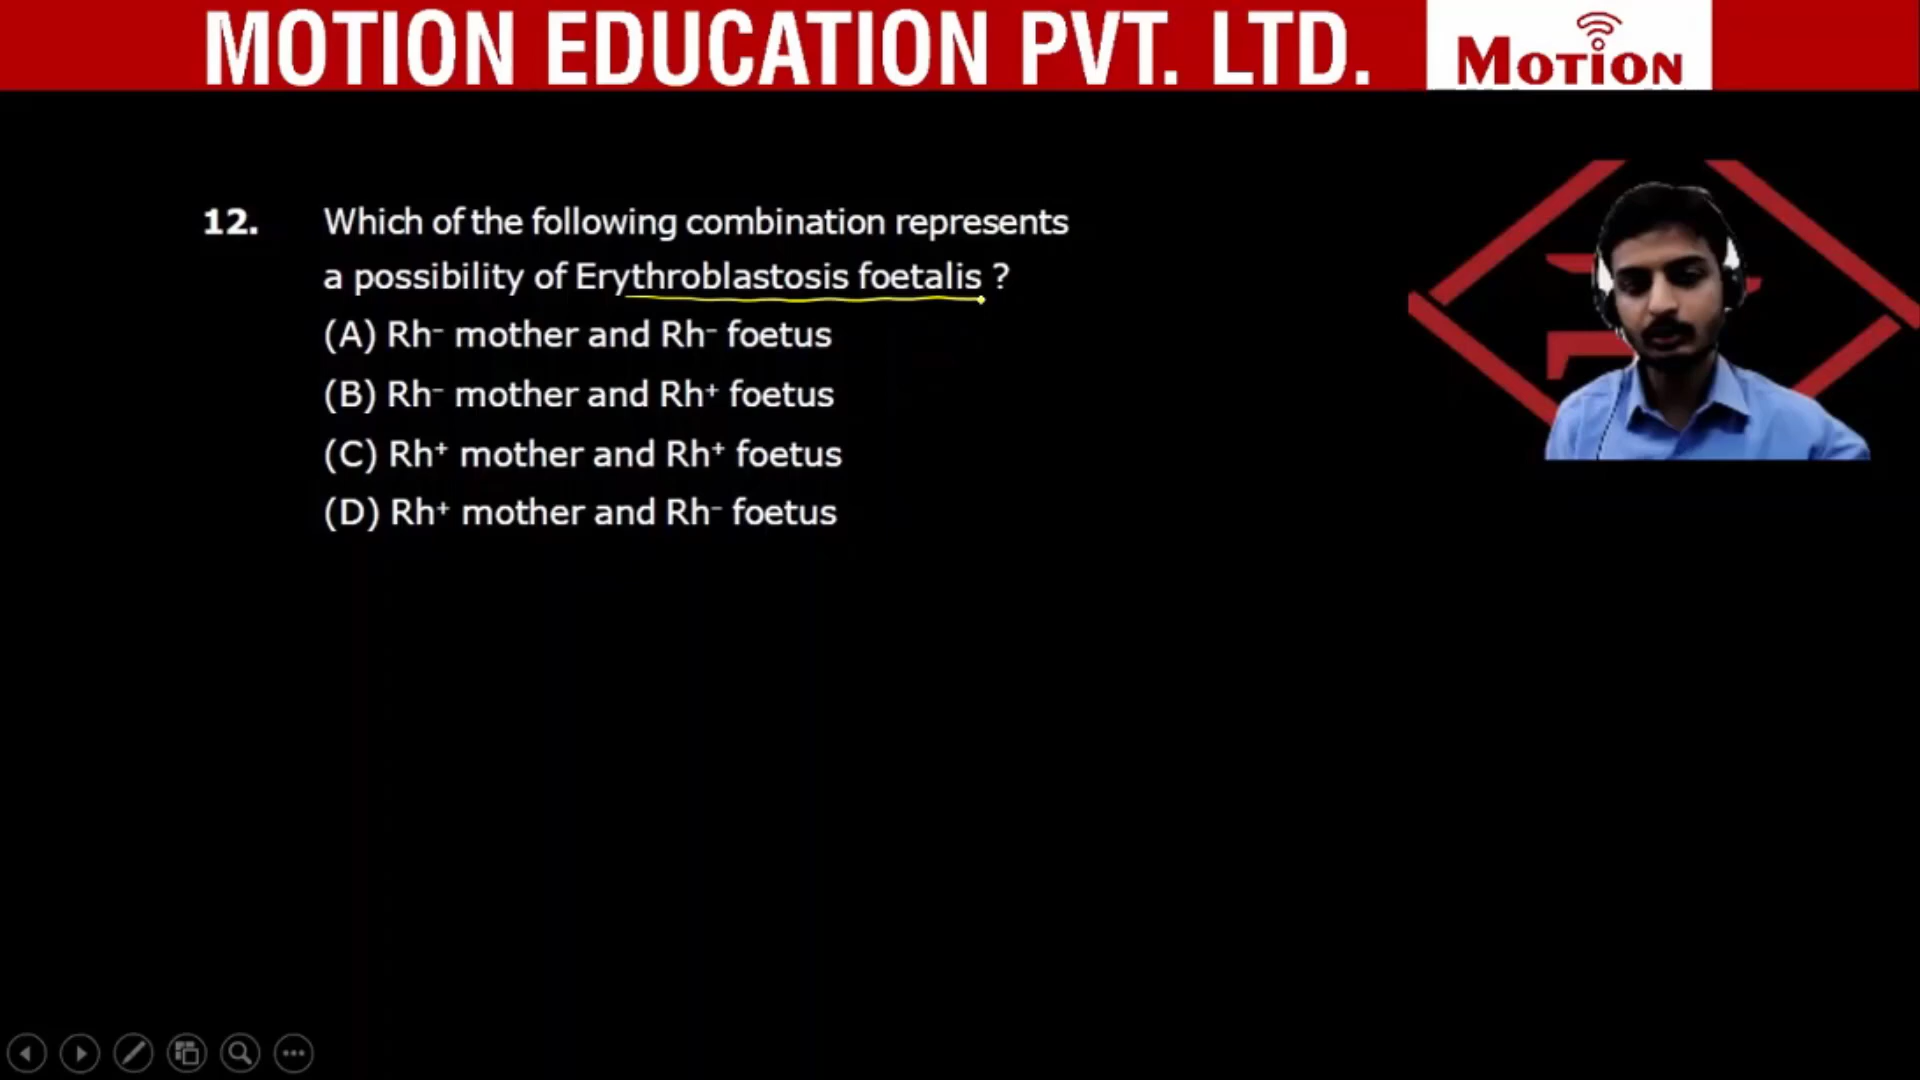 MOTION EDUCATION PVT. LTD.
MOTION
12. Which of the following combination represents
a possibility of Erythroblastosis foetalis ?
(A) Rh⁻ mother and Rh⁻ foetus
(B) Rh⁻ mother and Rh⁺ foetus
(C) Rh⁺ mother and Rh⁺ foetus
(D) Rh⁺ mother and Rh⁻ foetus